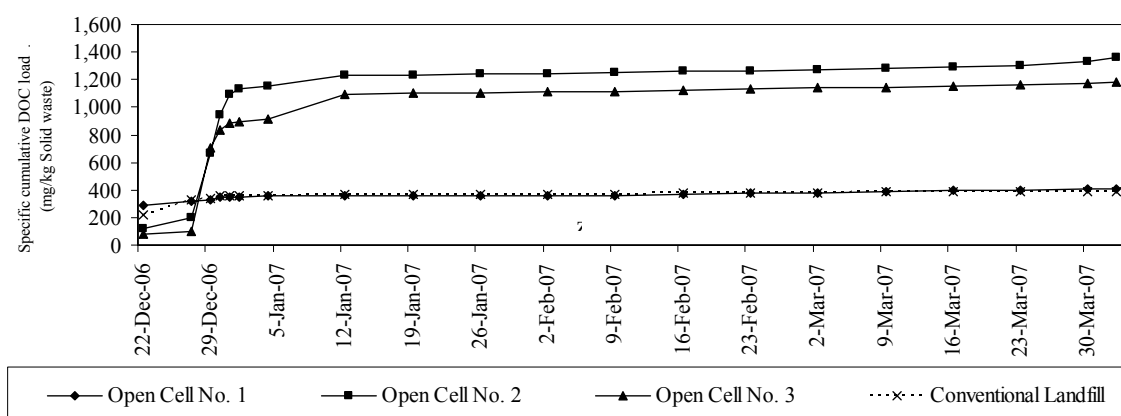 Specific cumulative DOC load .
(mg/kg Solid waste)
1,600
1,400
1,200
1,000
800
600
400
200
0
22-Dec-06
29-Dec-06
5-Jan-07
12-Jan-07
19-Jan-07
26-Jan-07
2-Feb-07
9-Feb-07
16-Feb-07
23-Feb-07
2-Mar-07
9-Mar-07
16-Mar-07
23-Mar-07
30-Mar-07
Open Cell No. 1
Open Cell No. 2
Open Cell No. 3
Conventional Landfill